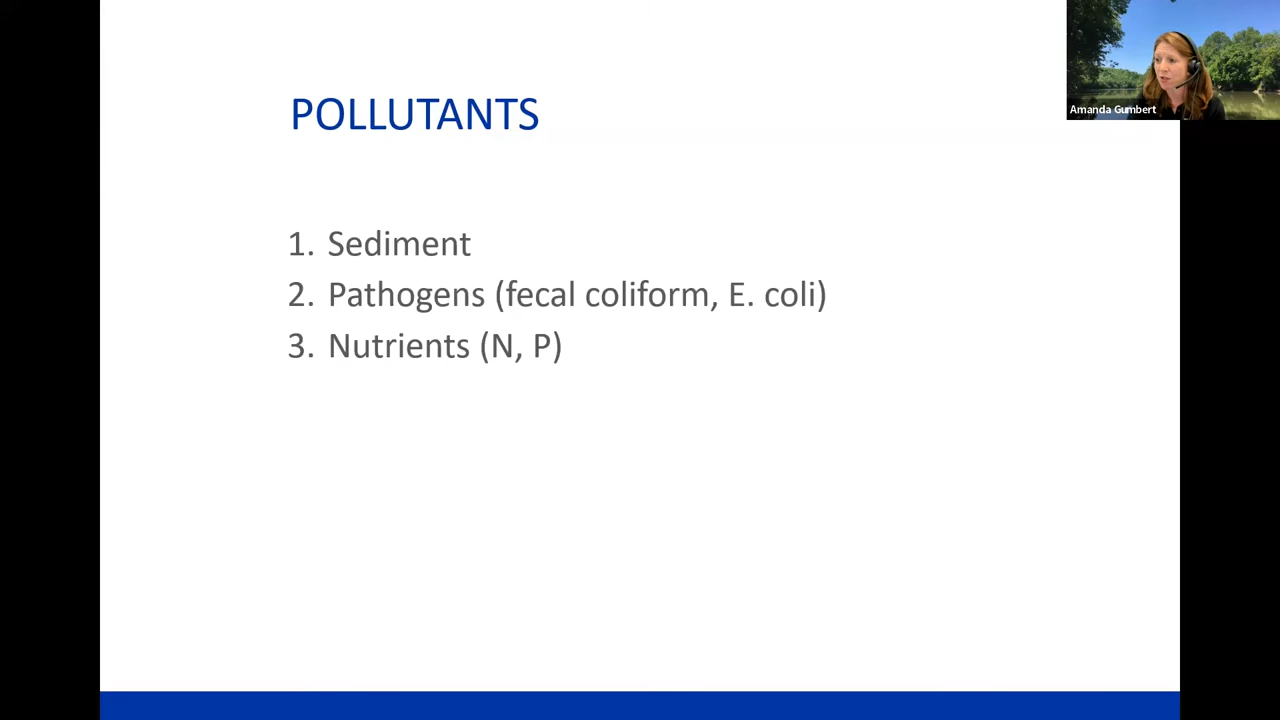 POLLUTANTS
Amanda Gumbert
1. Sediment
2. Pathogens (fecal coliform, E. coli)
3. Nutrients (N, P)